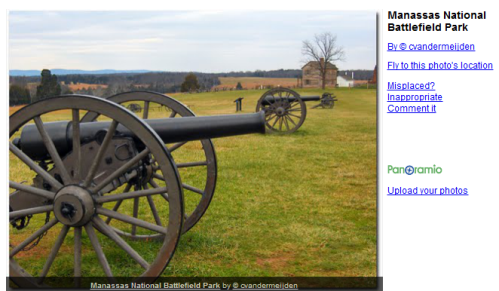 Manassas National
Battlefield Park
By © cvandermeijden
Fly to this photo's location
Misplaced?
Inappropriate
Comment it
Panoramio
Upload your photos
Manassas National Battlefield Park by © cvandermeijden